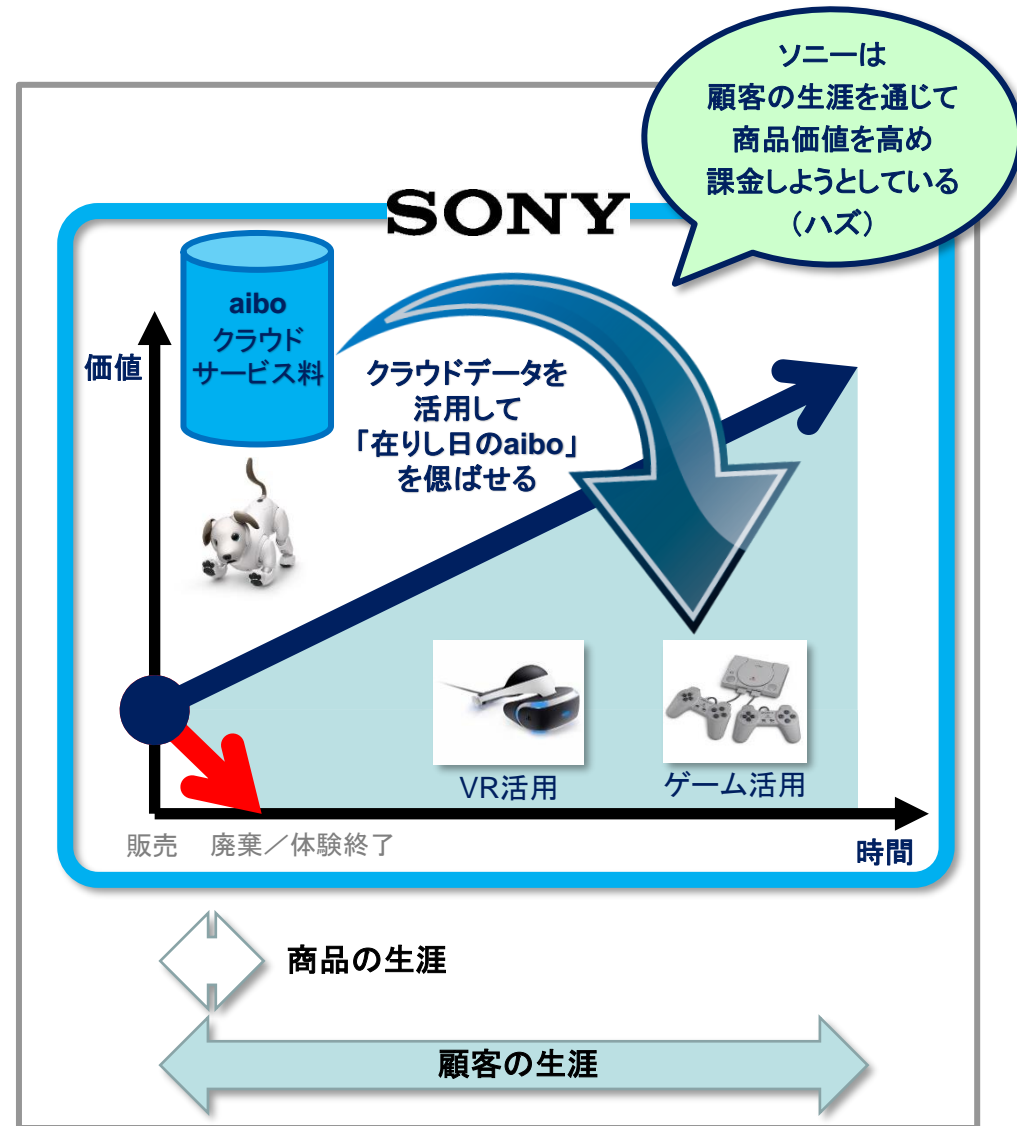 ソニーは
顧客の生涯を通じて
商品価値を高め
課金しようとしている
（ハズ）
SONY
aibo
クラウド
サービス料
価値
クラウドデータを
活用して
「在りし日のaibo」
を偲ばせる
VR活用
ゲーム活用
販売
廃棄／体験終了
時間
商品の生涯
顧客の生涯